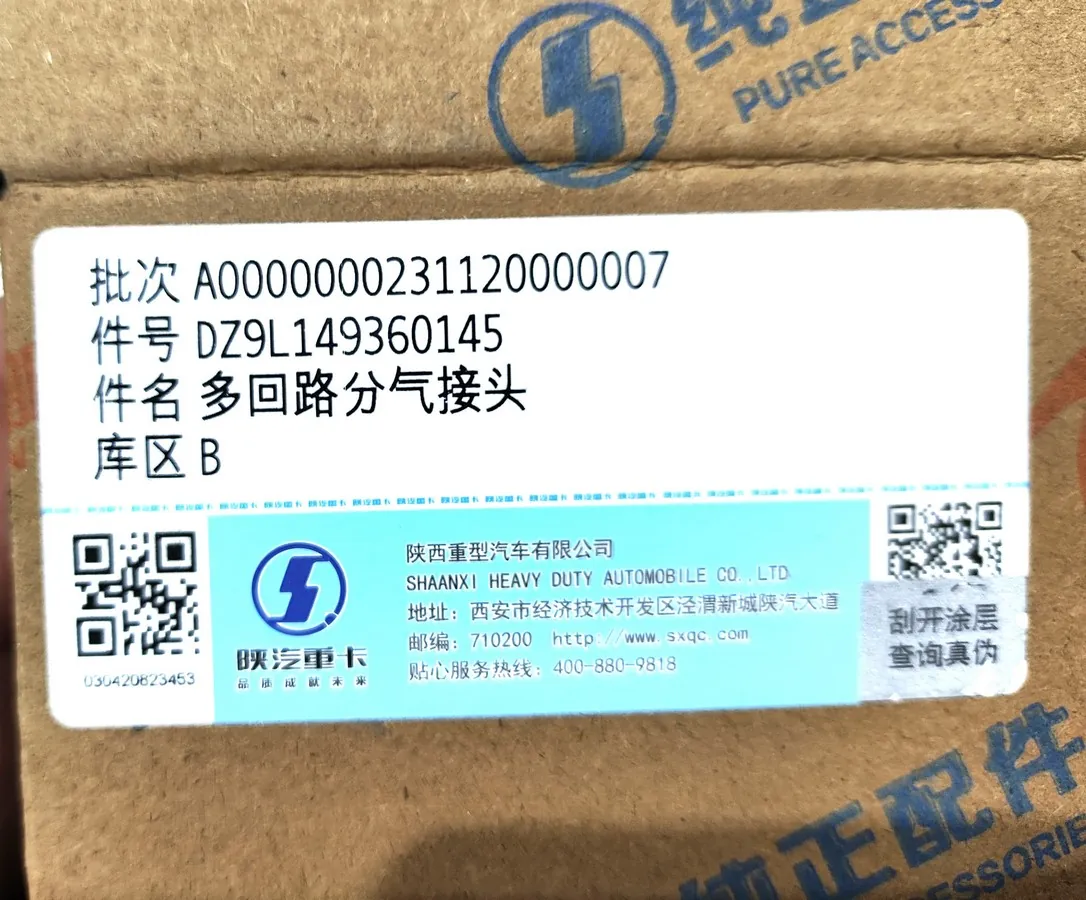 纯正
PURE ACCESS
批次 A0000000231120000007
件号 DZ9L149360145
件名 多回路分气接头
库区 B
陕西重型汽车有限公司
SHAANXI HEAVY DUTY AUTOMOBILE CO.,LTD
地址：西安市经济技术开发区泾渭新城陕汽大道
邮编：710200 http://www.sxqc.com
贴心服务热线：400-880-9818
陕汽重卡
品质成就未来
030420823453
刮开涂层
查询真伪
纯正配件
CESSORIE